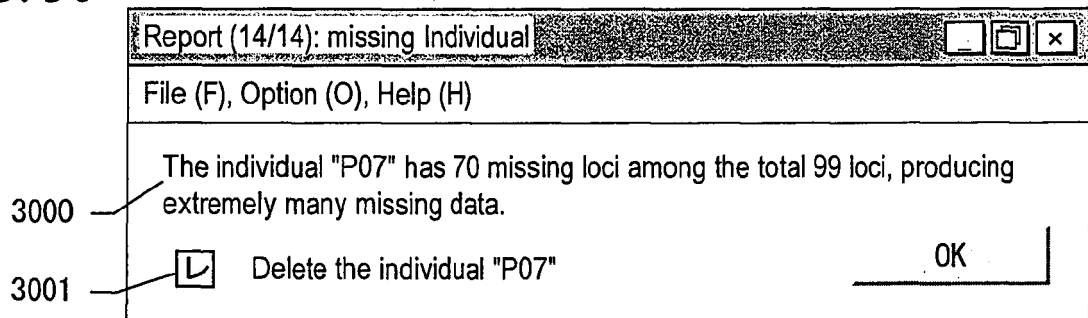 Report (14/14): missing Individual
File (F), Option (O), Help (H)
The individual "P07" has 70 missing loci among the total 99 loci, producing
extremely many missing data.
3000
Delete the individual "P07"
OK
3001